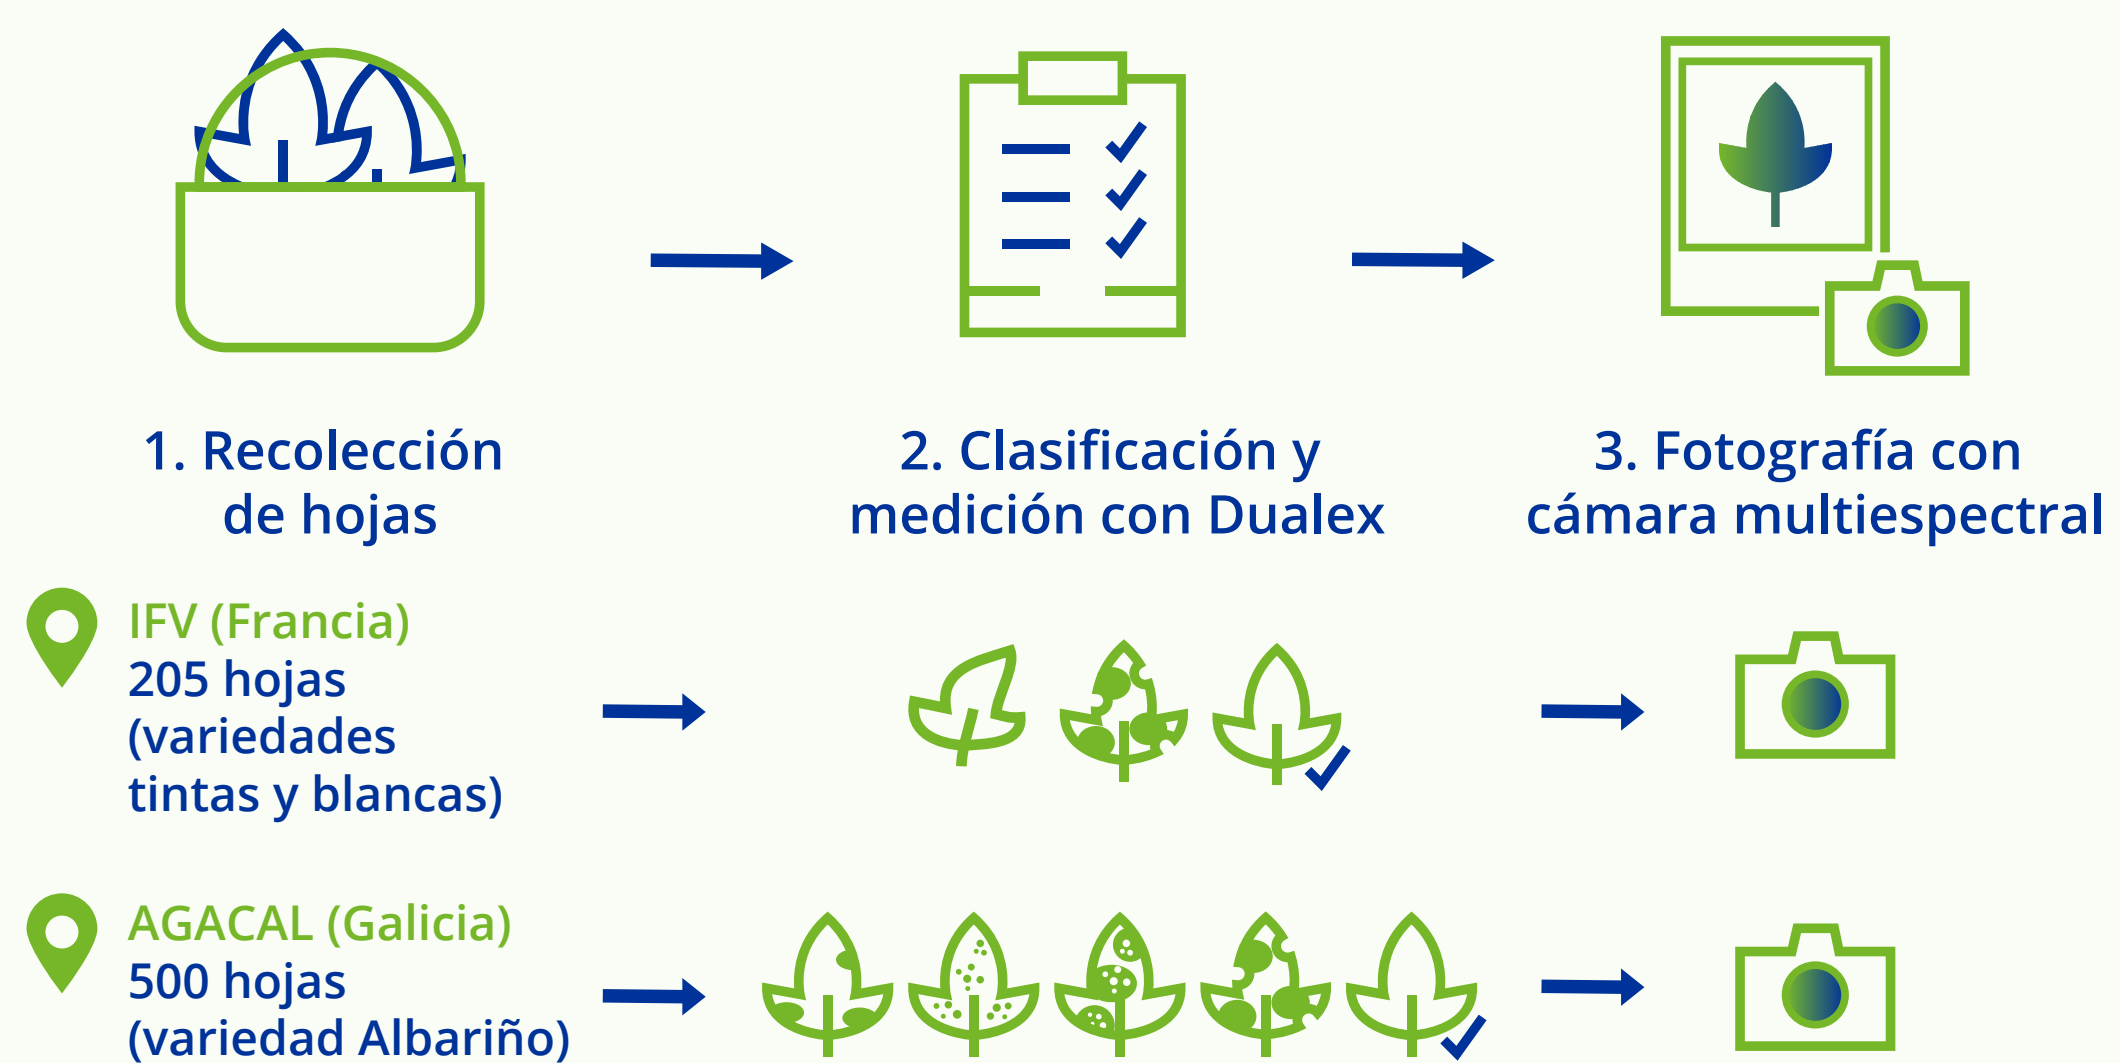 1. Recolección
de hojas
2. Clasificación y
medición con Dualex
3. Fotografía con
cámara multiespectral
IFV (Francia)
205 hojas
(variedades
tintas y blancas)
AGACAL (Galicia)
500 hojas
(variedad Albariño)